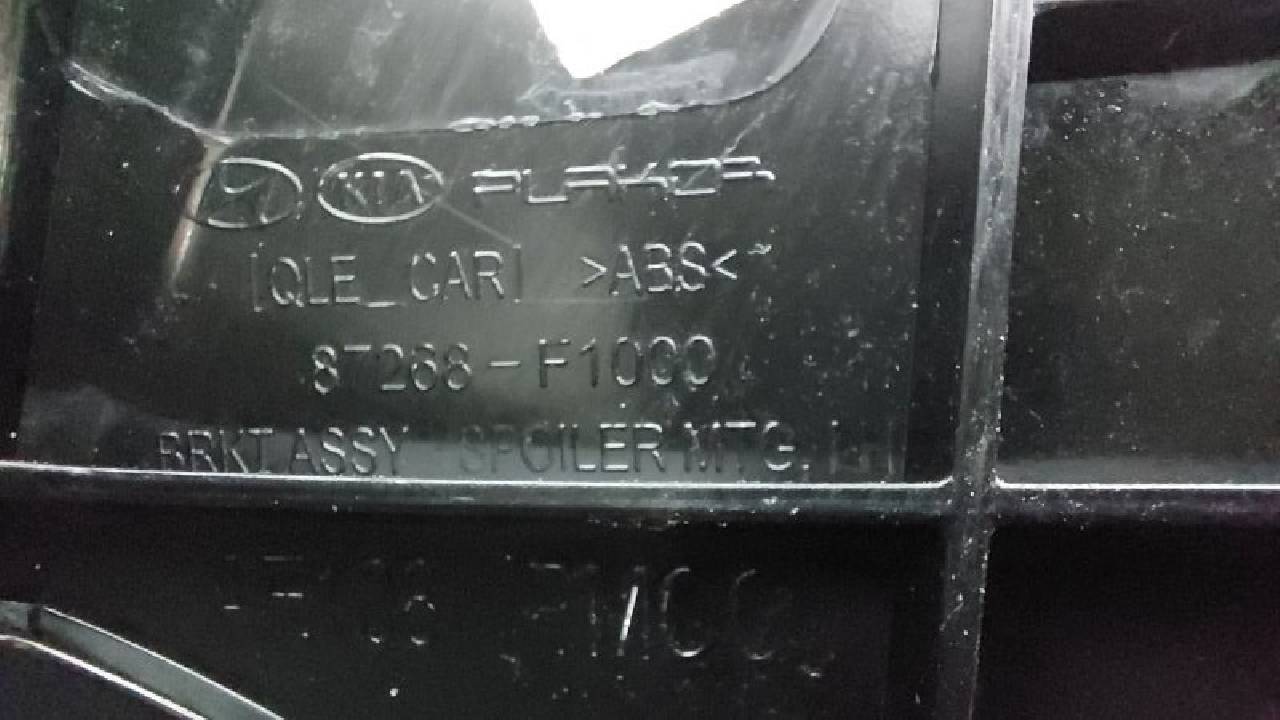 KIA PLAKOR
[QLE_CAR] >ABS<
87268-F1000
BRKT ASSY-SPOILER MTG, LH